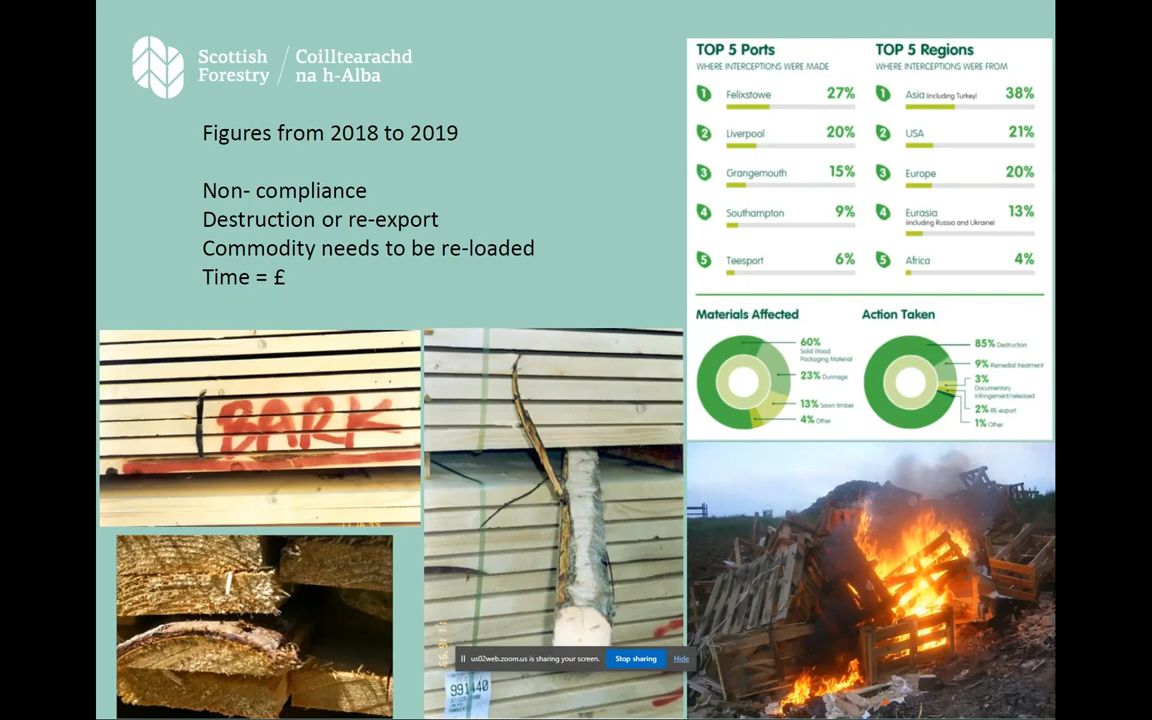 Scottish Forestry
Coilltearachd na h-Alba
Figures from 2018 to 2019
Non- compliance
Destruction or re-export
Commodity needs to be re-loaded
Time = £
TOP 5 Ports
WHERE INTERCEPTIONS WERE MADE
1 Felixstowe 27%
2 Liverpool 20%
3 Grangemouth 15%
4 Southampton 9%
5 Teesport 6%
TOP 5 Regions
WHERE INTERCEPTIONS WERE FROM
1 Asia (including Turkey) 38%
2 USA 21%
3 Europe 20%
4 Eurasia 13%
(including Russia and Ukraine)
5 Africa 4%
Materials Affected
60%
Solid Wood
Packaging Material
23% Dunnage
13% Sawn timber
4% Other
Action Taken
85% Destruction
9% Remedial treatment
3%
Documentary
infringement/released
2% RE-export
1% Other
BARK
us02web.zoom.us is sharing your screen.
Stop sharing
Hide